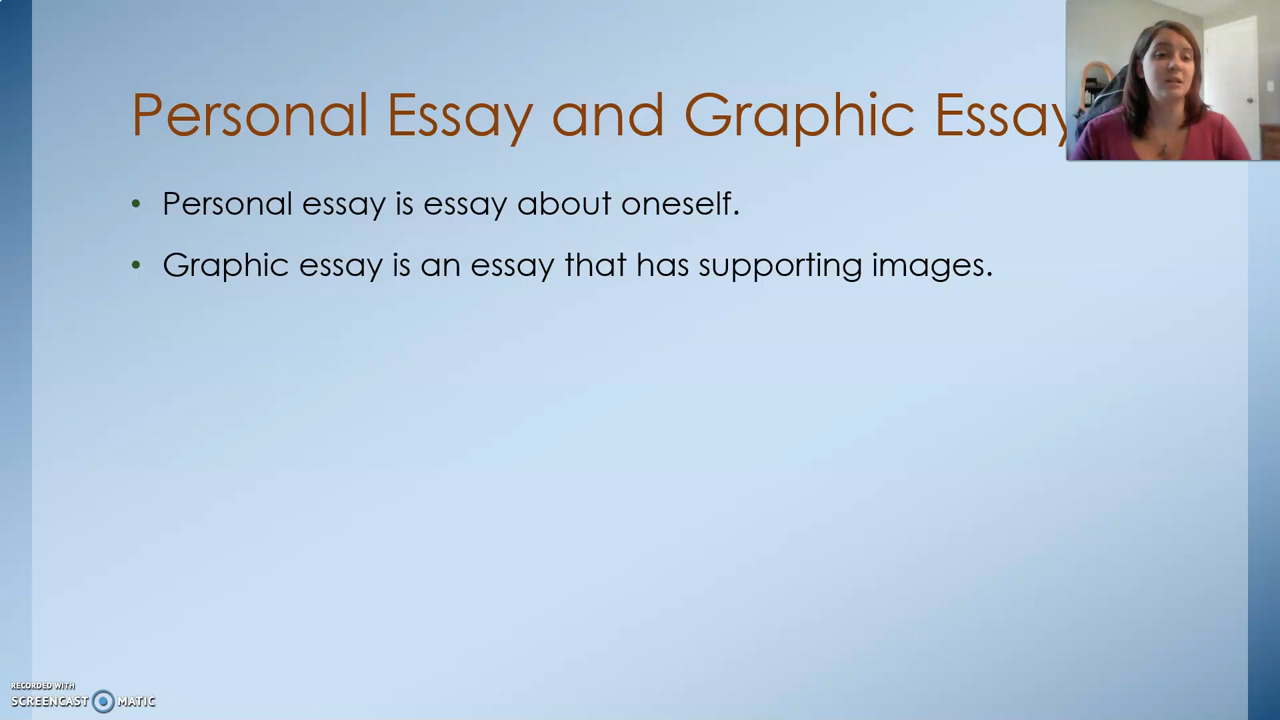 Personal Essay and Graphic Essay
• Personal essay is essay about oneself.
• Graphic essay is an essay that has supporting images.
RECORDED WITH
SCREENCAST MATIC